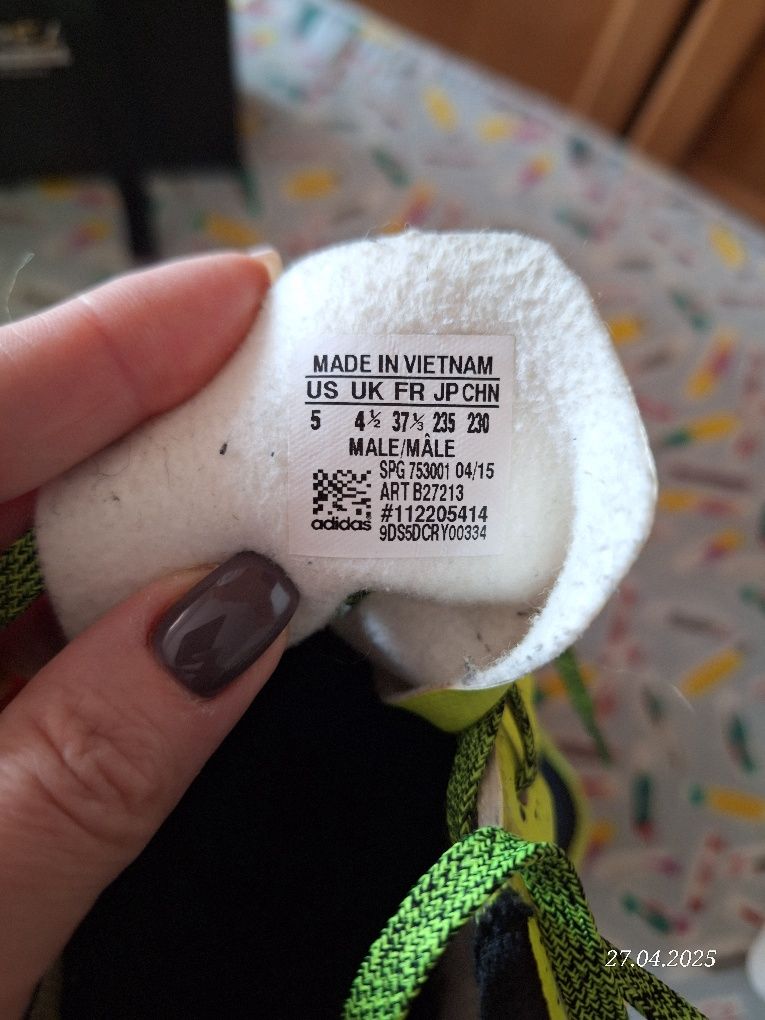 MADE IN VIETNAM
US UK FR JP CHN
5 4½ 37⅓ 235 230
MALE/MÂLE
SPG 753001 04/15
ART B27213
#112205414
adidas 9DS5DCRY00334
27.04.2025